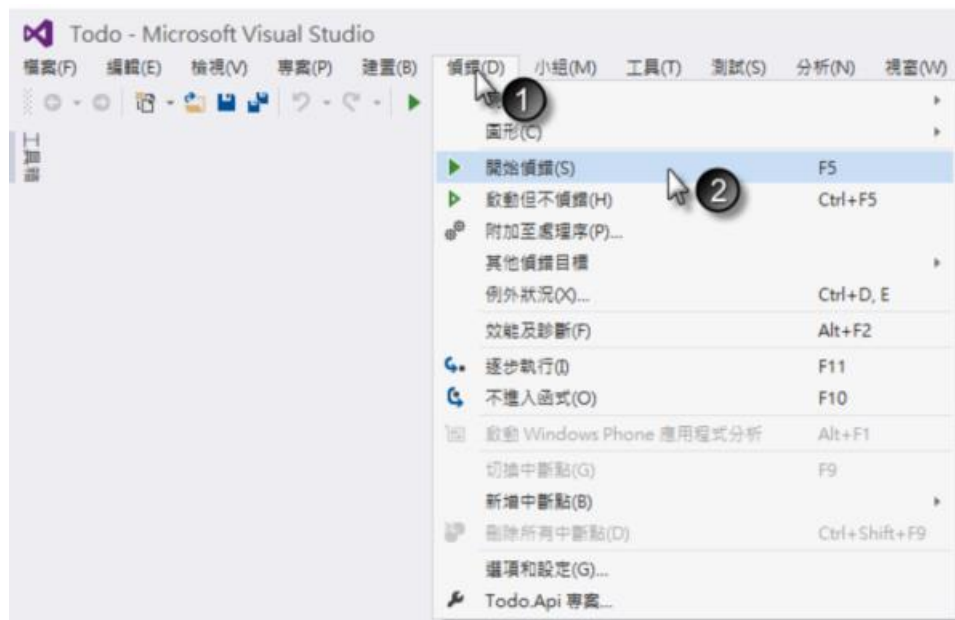 Todo - Microsoft Visual Studio
檔案(F) 編輯(E) 檢視(V) 專案(P) 建置(B) 偵錯(D) 小組(M) 工具(T) 測試(S) 分析(N) 視窗(W)
1
工具箱
圖形(C)
開始偵錯(S) F5
2
啟動但不偵錯(H) Ctrl+F5
附加至處理序(P)...
其他偵錯目標
例外狀況(X)... Ctrl+D, E
效能及診斷(F) Alt+F2
逐步執行(I) F11
不進入函式(O) F10
啟動 Windows Phone 應用程式分析 Alt+F1
切換中斷點(G) F9
新增中斷點(B)
刪除所有中斷點(D) Ctrl+Shift+F9
選項和設定(G)...
Todo.Api 專案...